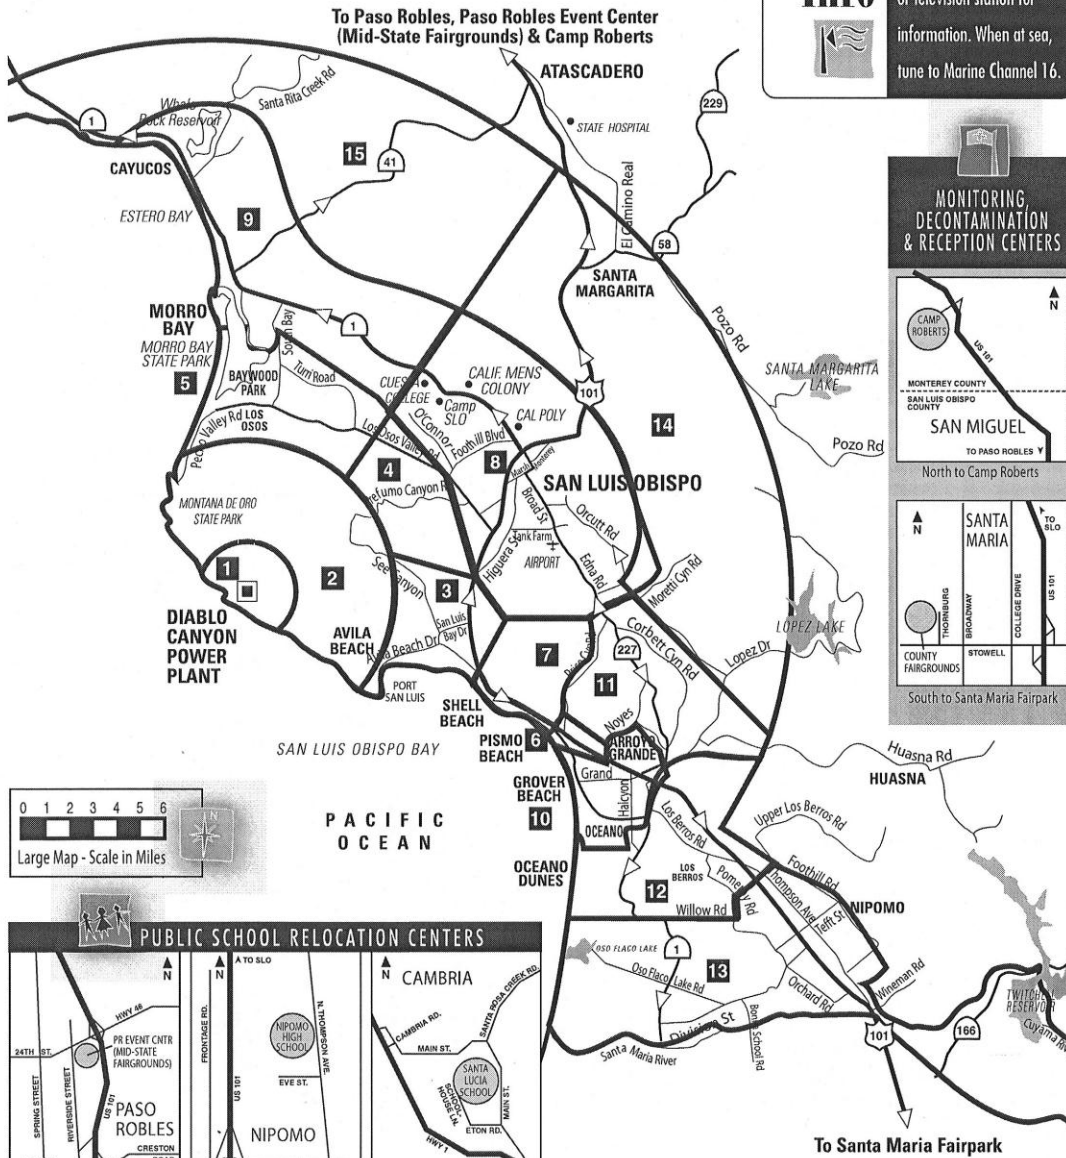 To Paso Robles, Paso Robles Event Center
(Mid-State Fairgrounds) & Camp Roberts
ATASCADERO
information. When at sea,
tune to Marine Channel 16.
229
STATE HOSPITAL
Santa Rita Creek Rd
Whale
Rock Reservoir
1
CAYUCOS
15
41
El Camino Real
ESTERO BAY
9
58
SANTA
MARGARITA
MONITORING,
DECONTAMINATION
& RECEPTION CENTERS
N
CAMP
ROBERTS
US 101
MONTEREY COUNTY
SAN LUIS OBISPO
COUNTY
SAN MIGUEL
TO PASO ROBLES
North to Camp Roberts
MORRO
BAY
MORRO BAY
STATE PARK
5
South Bay
1
Pozo Rd
SANTA MARGARITA
LAKE
BAYWOOD
PARK
Turri Road
CUESTA
COLLEGE
CALIF. MENS
COLONY
Camp
SLO
CAL POLY
101
14
Pozo Rd
Pecho Valley Rd
LOS
OSOS
Los Osos Valley Rd
O'Connor
Foothill Blvd
4
8
Marsh
Monterey
SAN LUIS OBISPO
Prefumo Canyon Rd
Broad St
Orcutt Rd
MONTANA DE ORO
STATE PARK
Tank Farm
AIRPORT
Higuera St
Edna Rd
N
SANTA
MARIA
TO
SLO
THORNBURG
BROADWAY
COLLEGE DRIVE
US 101
COUNTY
FAIRGROUNDS
STOWELL
South to Santa Maria Fairpark
1
2
See Canyon
3
Moretti Cyn Rd
DIABLO
CANYON
POWER
PLANT
AVILA
BEACH
San Luis
Bay Dr
Avila Beach Dr
7
Price Canyon
227
Corbett Cyn Rd
Lopez Dr
LOPEZ LAKE
PORT
SAN LUIS
11
SHELL
BEACH
Noyes
SAN LUIS OBISPO BAY
PISMO
BEACH
6
ARROYO
GRANDE
Huasna Rd
HUASNA
0 1 2 3 4 5 6
Large Map - Scale in Miles
N
PACIFIC
OCEAN
GROVER
BEACH
Grand
Halcyon
10
OCEANO
Los Berros Rd
Upper Los Berros Rd
OCEANO
DUNES
LOS
BERROS
Pomeroy Rd
Foothill Rd
Thompson Ave
12
Willow Rd
Tefft St
NIPOMO
OSO FLACO LAKE
1
13
Oso Flaco Lake Rd
Orchard Rd
Wineman Rd
Division St
Bonita School Rd
Santa Maria River
101
166
TWITCHELL
RESERVOIR
To Santa Maria Fairpark
PUBLIC SCHOOL RELOCATION CENTERS
N
HWY 46
24TH ST.
PR EVENT CNTR
(MID-STATE
FAIRGROUNDS)
SPRING STREET
RIVERSIDE STREET
US 101
PASO
ROBLES
CRESTON
N
TO SLO
FRONTAGE RD.
US 101
NIPOMO
HIGH
SCHOOL
N. THOMPSON AVE.
EVE ST.
NIPOMO
N
CAMBRIA
CAMBRIA RD.
SANTA ROSA CREEK RD.
MAIN ST.
SANTA
LUCIA
SCHOOL
SCHOOL
HOUSE LN.
MAIN ST.
ETON RD.
HWY 1